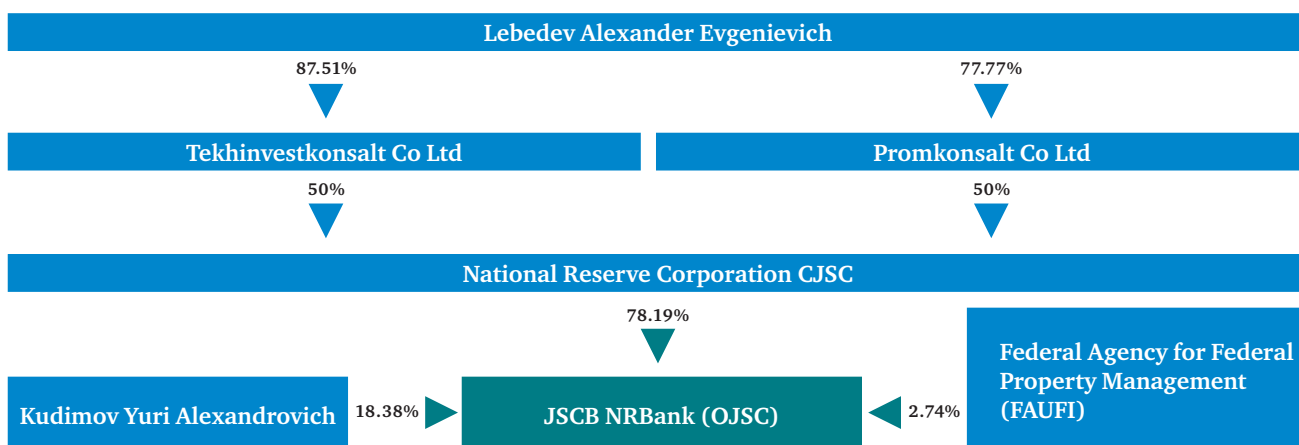 Lebedev Alexander Evgenievich
87.51%
77.77%
Tekhinvestkonsalt Co Ltd
Promkonsalt Co Ltd
50%
50%
National Reserve Corporation CJSC
78.19%
Kudimov Yuri Alexandrovich
18.38%
JSCB NRBank (OJSC)
2.74%
Federal Agency for Federal
Property Management
(FAUFI)